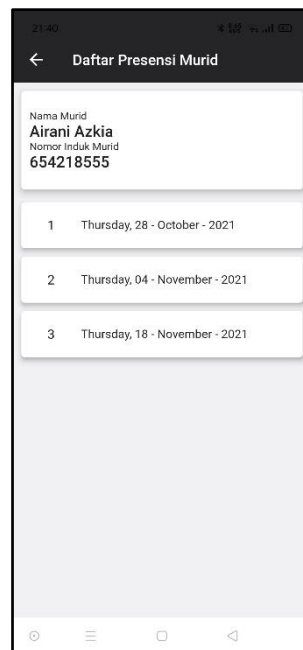 21:40
Daftar Presensi Murid
Nama Murid
Airani Azkia
Nomor Induk Murid
654218555
1 Thursday, 28 - October - 2021
2 Thursday, 04 - November - 2021
3 Thursday, 18 - November - 2021